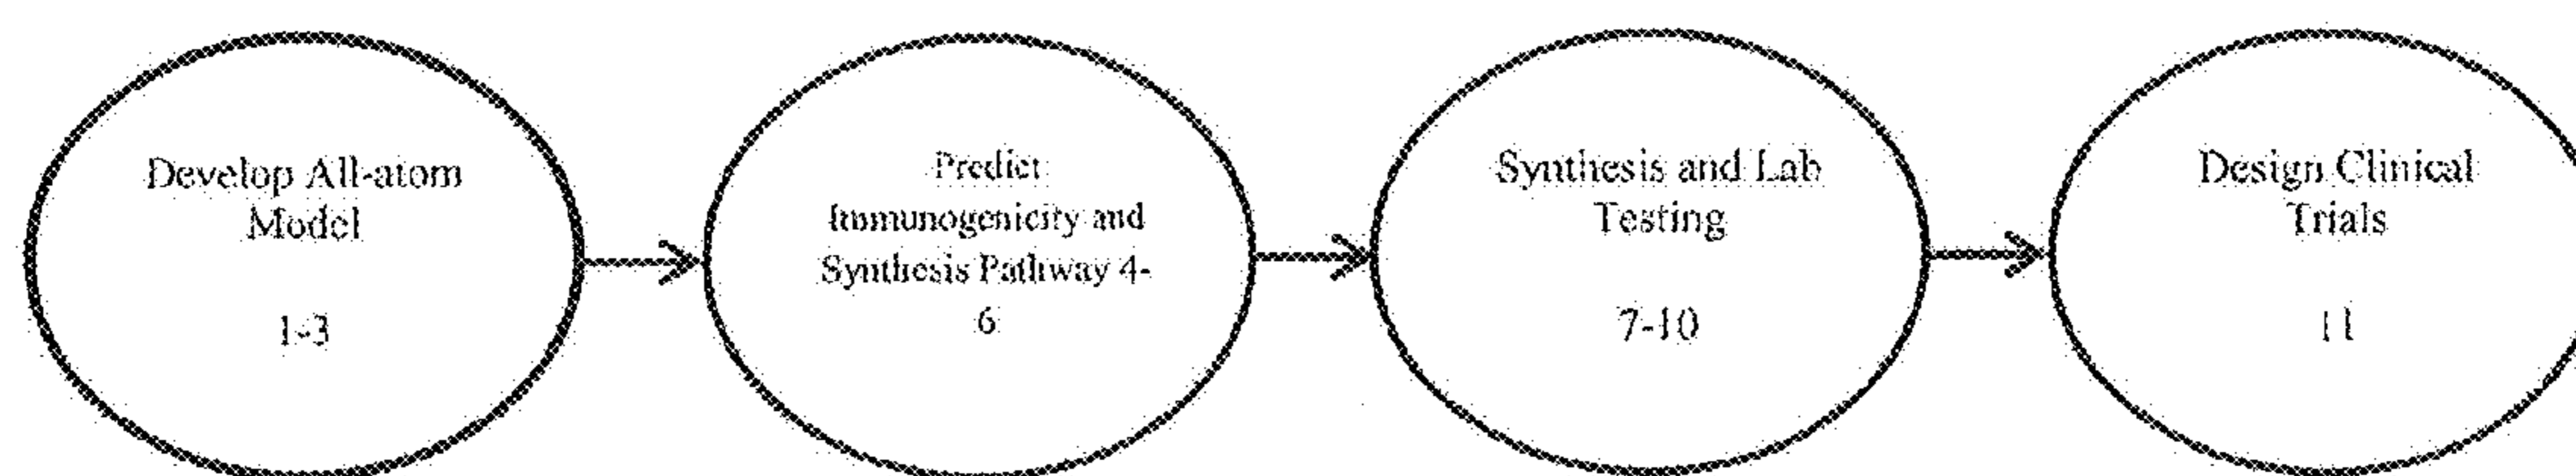 Develop All-atom
Model
1-3
Predict
Immunogenicity and
Synthesis Pathway 4-
6
Synthesis and Lab
Testing
7-10
Design Clinical
Trials
11